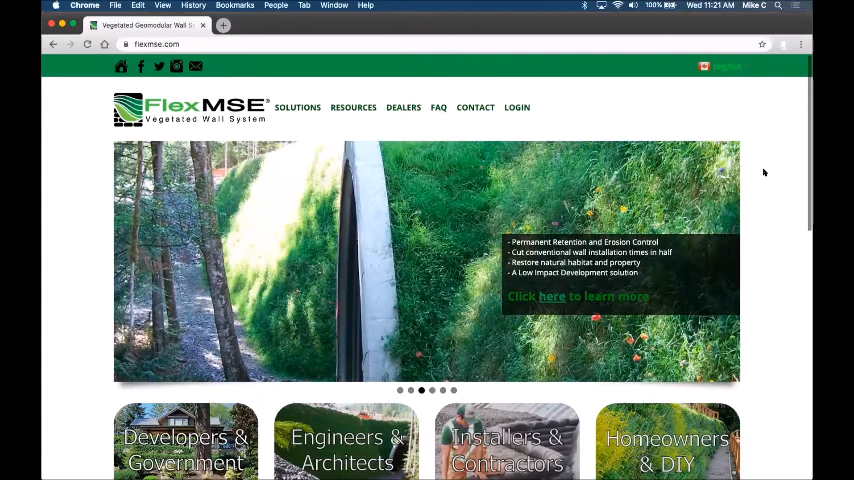 Chrome File Edit View History Bookmarks People Tab Window Help 100% Wed 11:21 AM Mike C
Vegetated Geomodular Wall Sy
flexmse.com
English
FlexMSE®
Vegetated Wall System
SOLUTIONS RESOURCES DEALERS FAQ CONTACT LOGIN
- Permanent Retention and Erosion Control
- Cut conventional wall installation times in half
- Restore natural habitat and property
- A Low Impact Development solution
Click here to learn more
Developers &
Government
Engineers &
Architects
Installers &
Contractors
Homeowners
& DIY